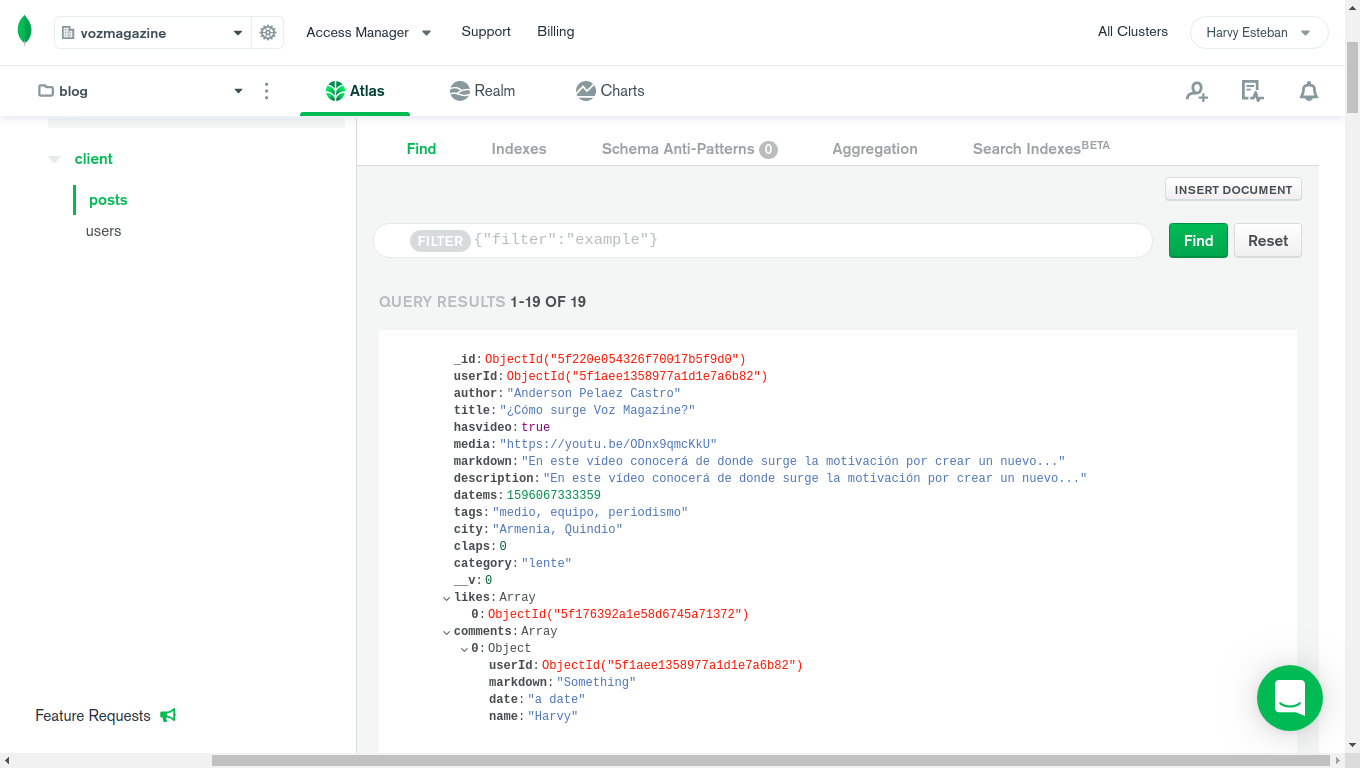 vozmagazine Access Manager Support Billing All Clusters Harvy Esteban
blog Atlas Realm Charts
client
posts
users
Feature Requests
Find Indexes Schema Anti-Patterns 0 Aggregation Search IndexesBETA
INSERT DOCUMENT
FILTER {"filter":"example"} Find Reset
QUERY RESULTS 1-19 OF 19
_id:ObjectId("5f220e054326f70017b5f9d0")
userId:ObjectId("5f1aee1358977a1d1e7a6b82")
author:"Anderson Pelaez Castro"
title:"¿Cómo surge Voz Magazine?"
hasvideo:true
media:"https://youtu.be/ODnx9qmcKkU"
markdown:"En este vídeo conocerá de donde surge la motivación por crear un nuevo..."
description:"En este vídeo conocerá de donde surge la motivación por crear un nuevo..."
datems:1596067333359
tags:"medio, equipo, periodismo"
city:"Armenia, Quindio"
claps:0
category:"lente"
__v:0
likes:Array
0:ObjectId("5f176392a1e58d6745a71372")
comments:Array
0:Object
userId:ObjectId("5f1aee1358977a1d1e7a6b82")
markdown:"Something"
date:"a date"
name:"Harvy"